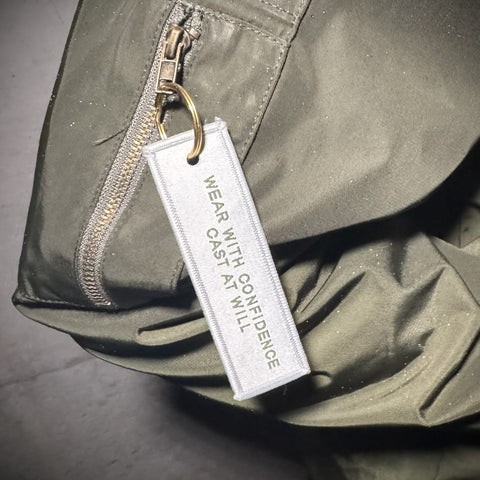 WEAR WITH CONFIDENCE
CAST AT WILL